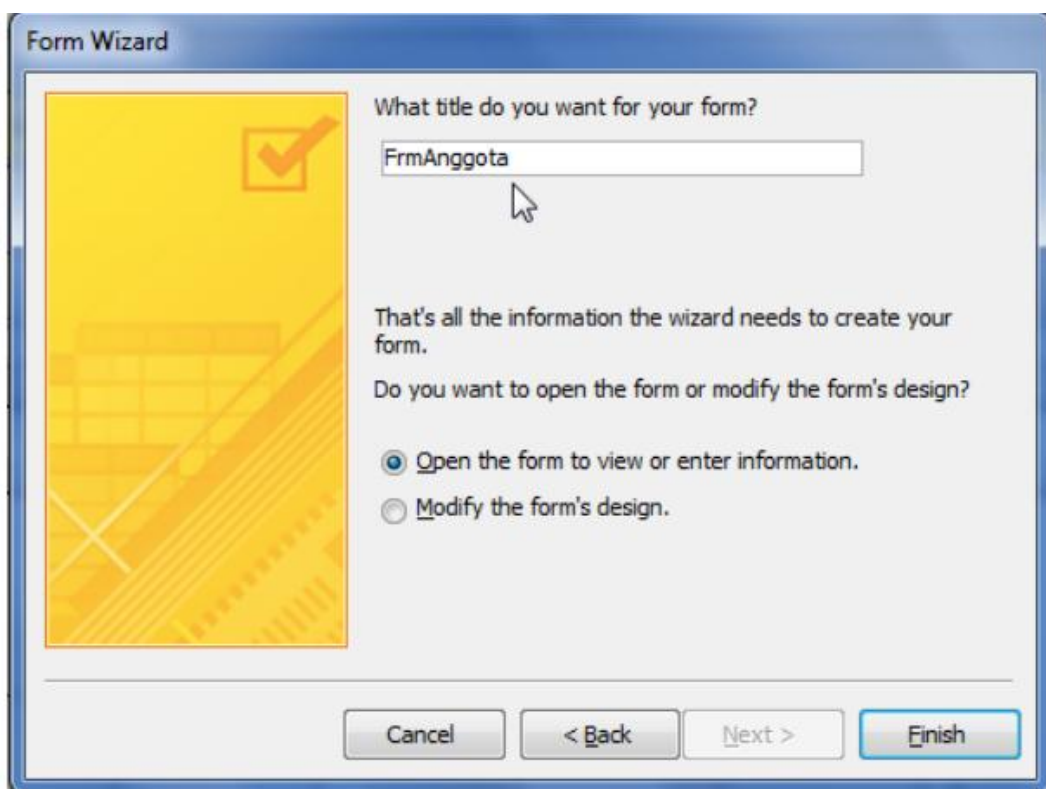 Form Wizard
What title do you want for your form?
FrmAnggota
That's all the information the wizard needs to create your
form.
Do you want to open the form or modify the form's design?
Open the form to view or enter information.
Modify the form's design.
Cancel
< Back
Next >
Finish